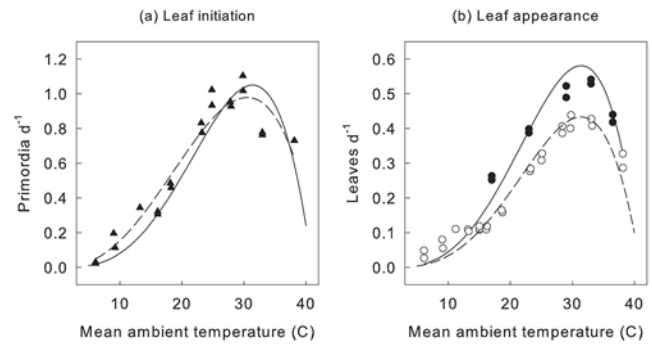 (a) Leaf initiation
(b) Leaf appearance
Primordia d⁻¹
1.2
1.0
0.8
0.6
0.4
0.2
0.0
10 20 30 40
Mean ambient temperature (C)
Leaves d⁻¹
0.6
0.5
0.4
0.3
0.2
0.1
0.0
10 20 30 40
Mean ambient temperature (C)